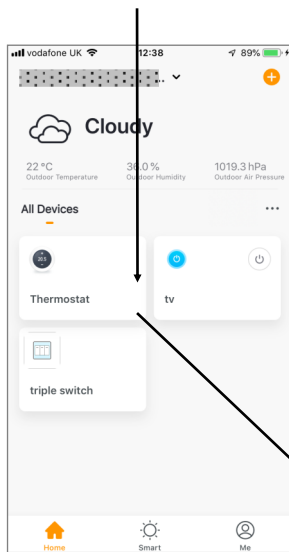 vodafone UK 12:38 89%
Cloudy
22 °C 36.0 % 1019.3 hPa
Outdoor Temperature Outdoor Humidity Outdoor Air Pressure
All Devices
Thermostat tv
triple switch
Home Smart Me